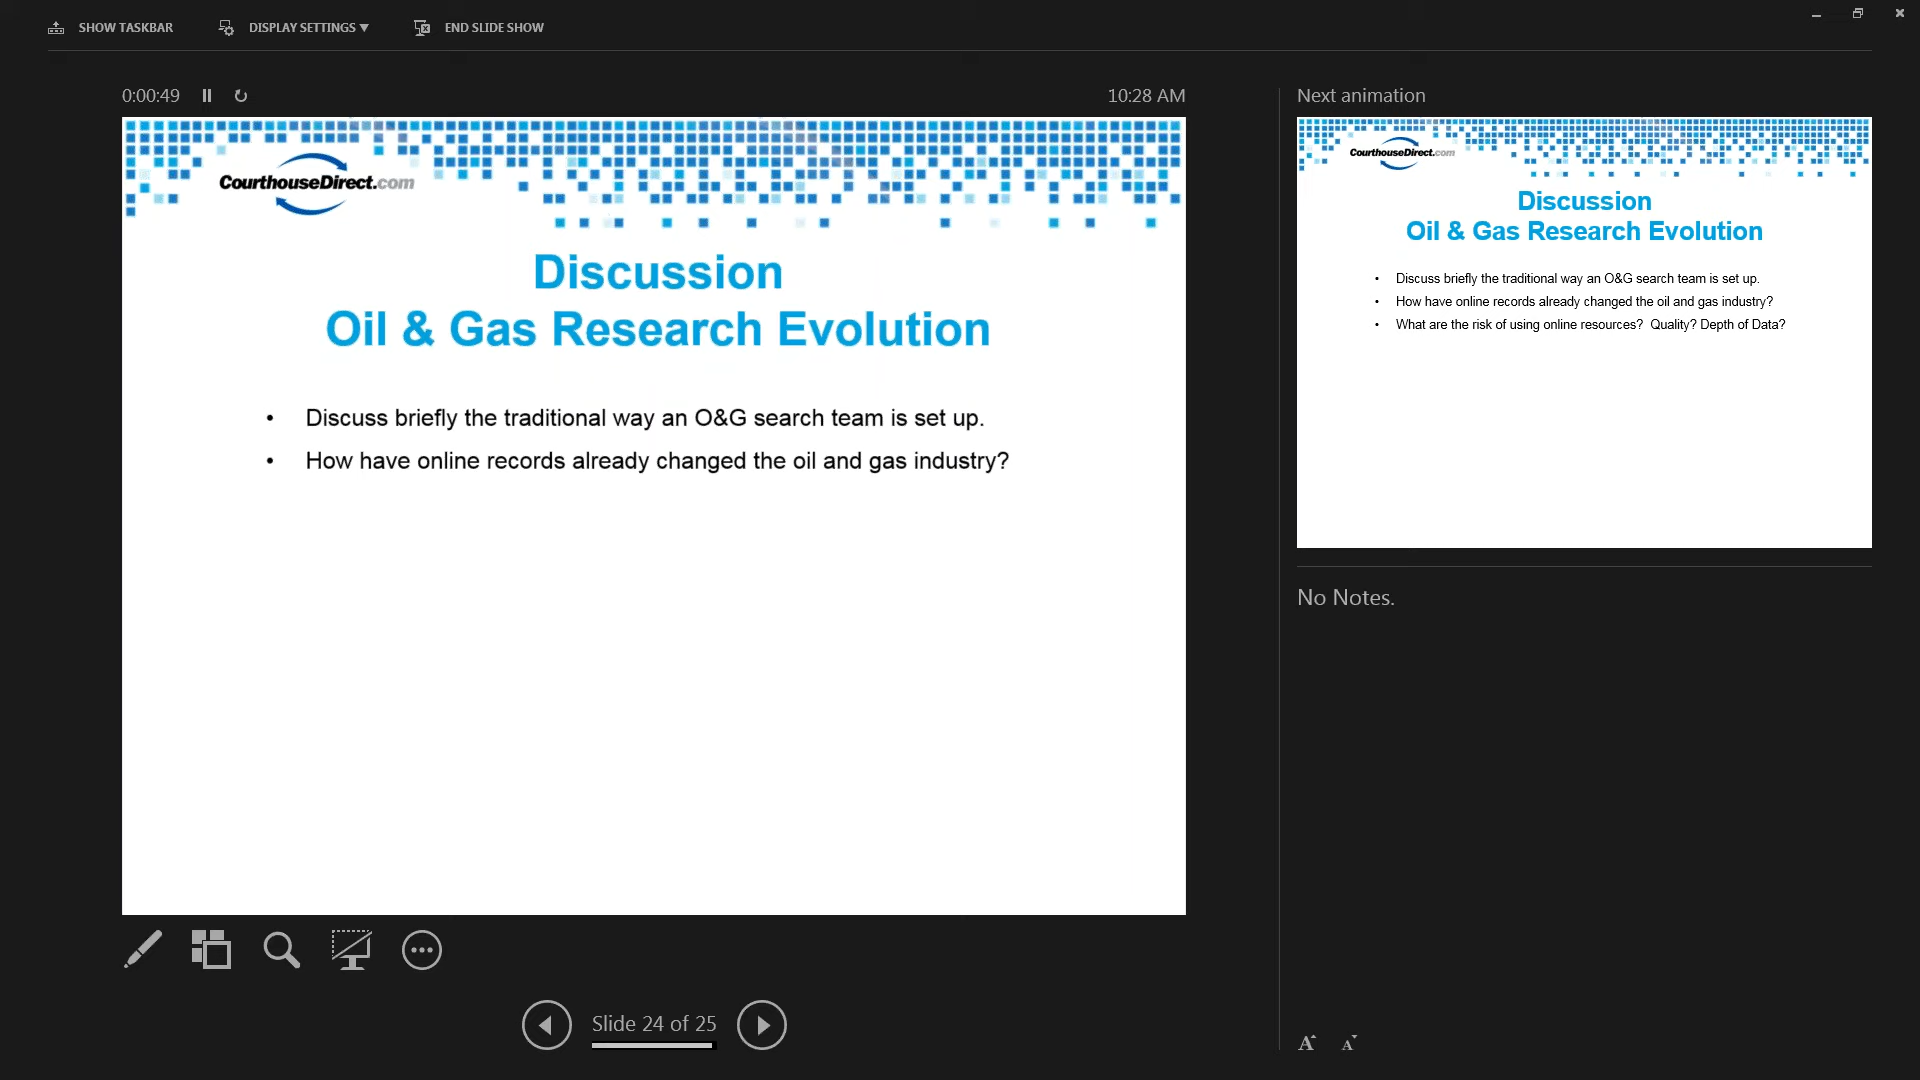 SHOW TASKBAR
DISPLAY SETTINGS
END SLIDE SHOW
0:00:49
10:28 AM
CourthouseDirect.com
Discussion
Oil & Gas Research Evolution
• Discuss briefly the traditional way an O&G search team is set up.
• How have online records already changed the oil and gas industry?
Slide 24 of 25
Next animation
CourthouseDirect.com
Discussion
Oil & Gas Research Evolution
• Discuss briefly the traditional way an O&G search team is set up.
• How have online records already changed the oil and gas industry?
• What are the risk of using online resources?  Quality? Depth of Data?
No Notes.
A A